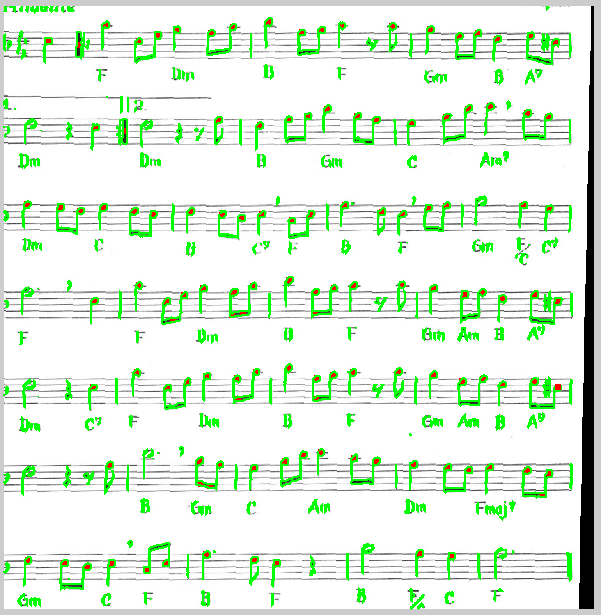 Andante
F Dm B F Gm B A⁷
1. 2.
Dm Dm B Gm C Am⁷
Dm C B C⁷ F B F Gm F/C C⁷
F F Dm B F Gm Am B A⁷
Dm C⁷ F Dm B F Gm Am B A⁷
B Gm C Am Dm Fmaj⁷
Gm C F B F B C F